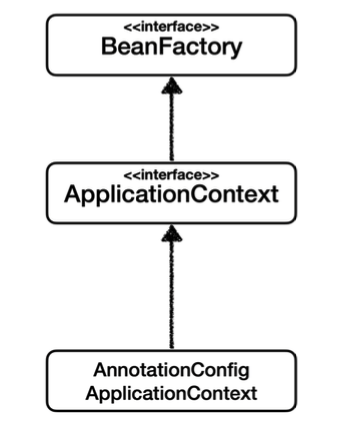 <<interface>>
BeanFactory
<<interface>>
ApplicationContext
AnnotationConfig
ApplicationContext